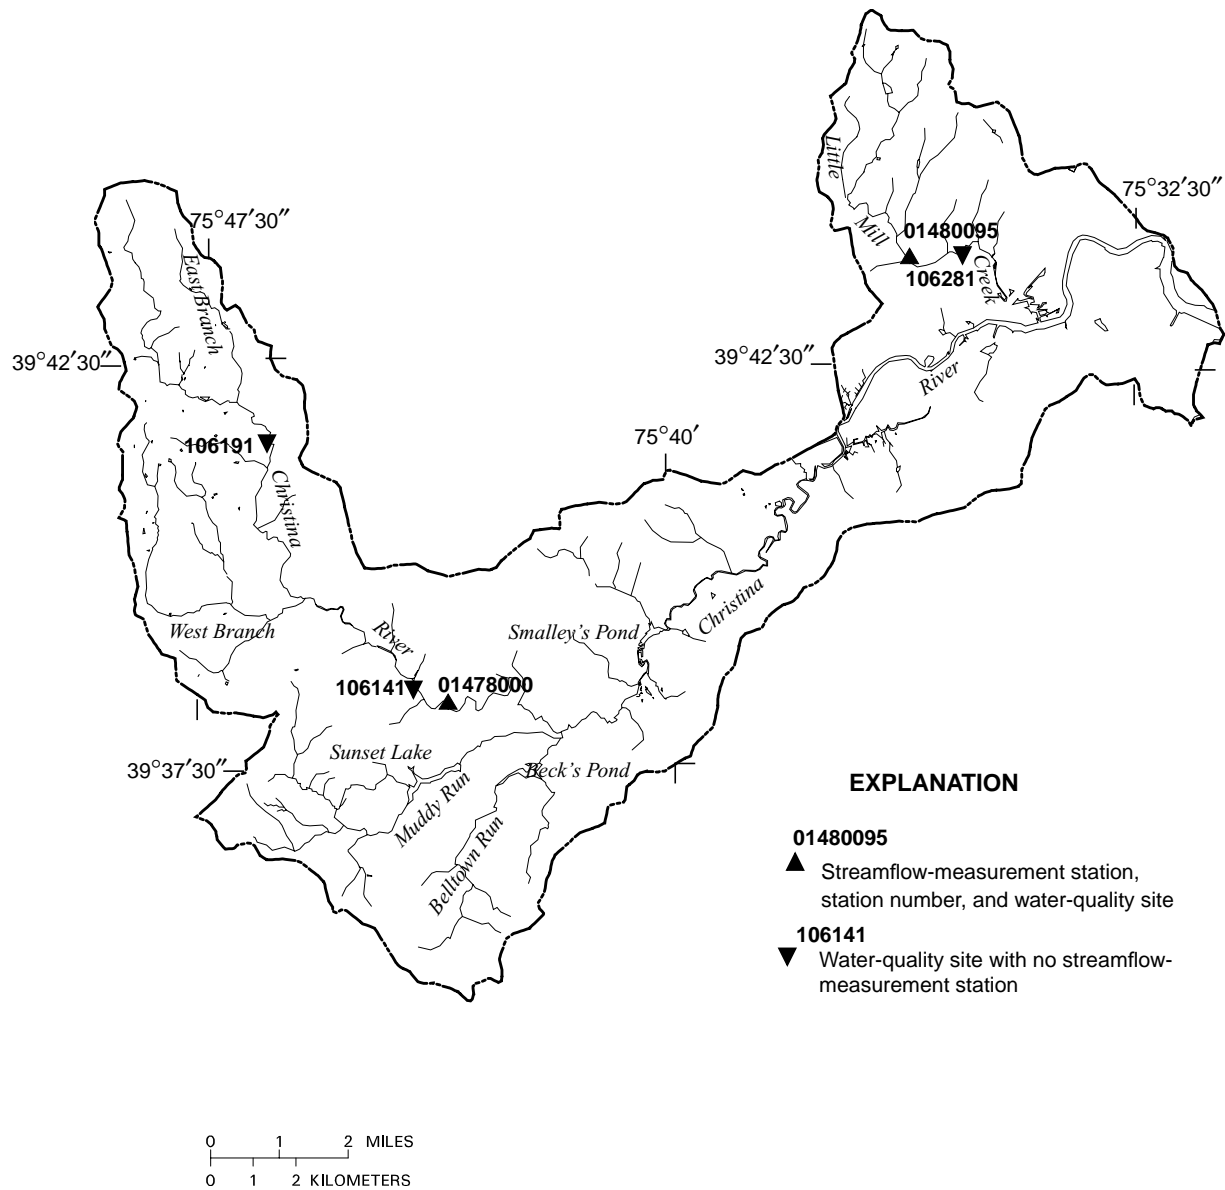 75°32′30″
Little
Mill
Creek
01480095
106281
75°47′30″
East Branch
39°42′30″
39°42′30″
River
106191
75°40′
Christina
Christina
West Branch
River
Smalley's Pond
106141
01478000
Sunset Lake
39°37′30″
Beck's Pond
Muddy Run
Belltown Run
EXPLANATION
01480095
Streamflow-measurement station,
station number, and water-quality site
106141
Water-quality site with no streamflow-
measurement station
0 1 2 MILES
0 1 2 KILOMETERS